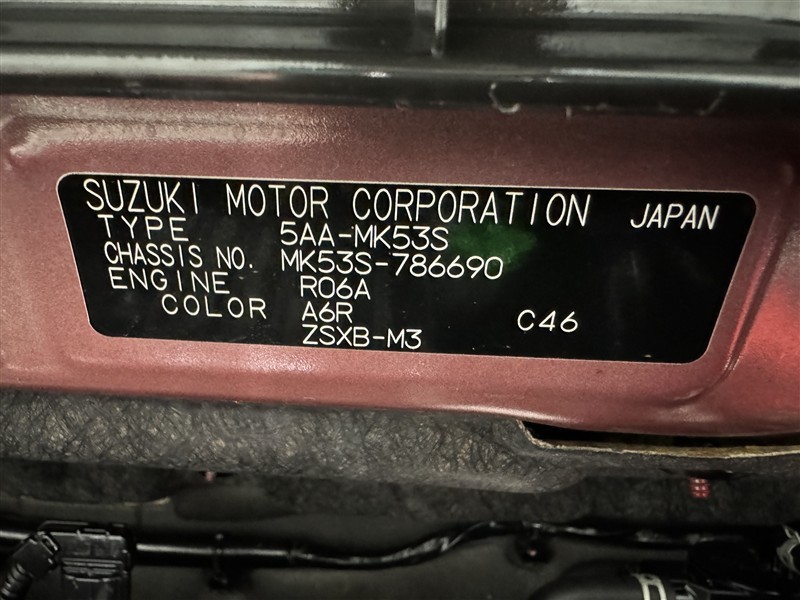 SUZUKI MOTOR CORPORATION JAPAN
TYPE 5AA-MK53S
CHASSIS NO. MK53S-786690
ENGINE R06A
COLOR A6R C46
ZSXB-M3